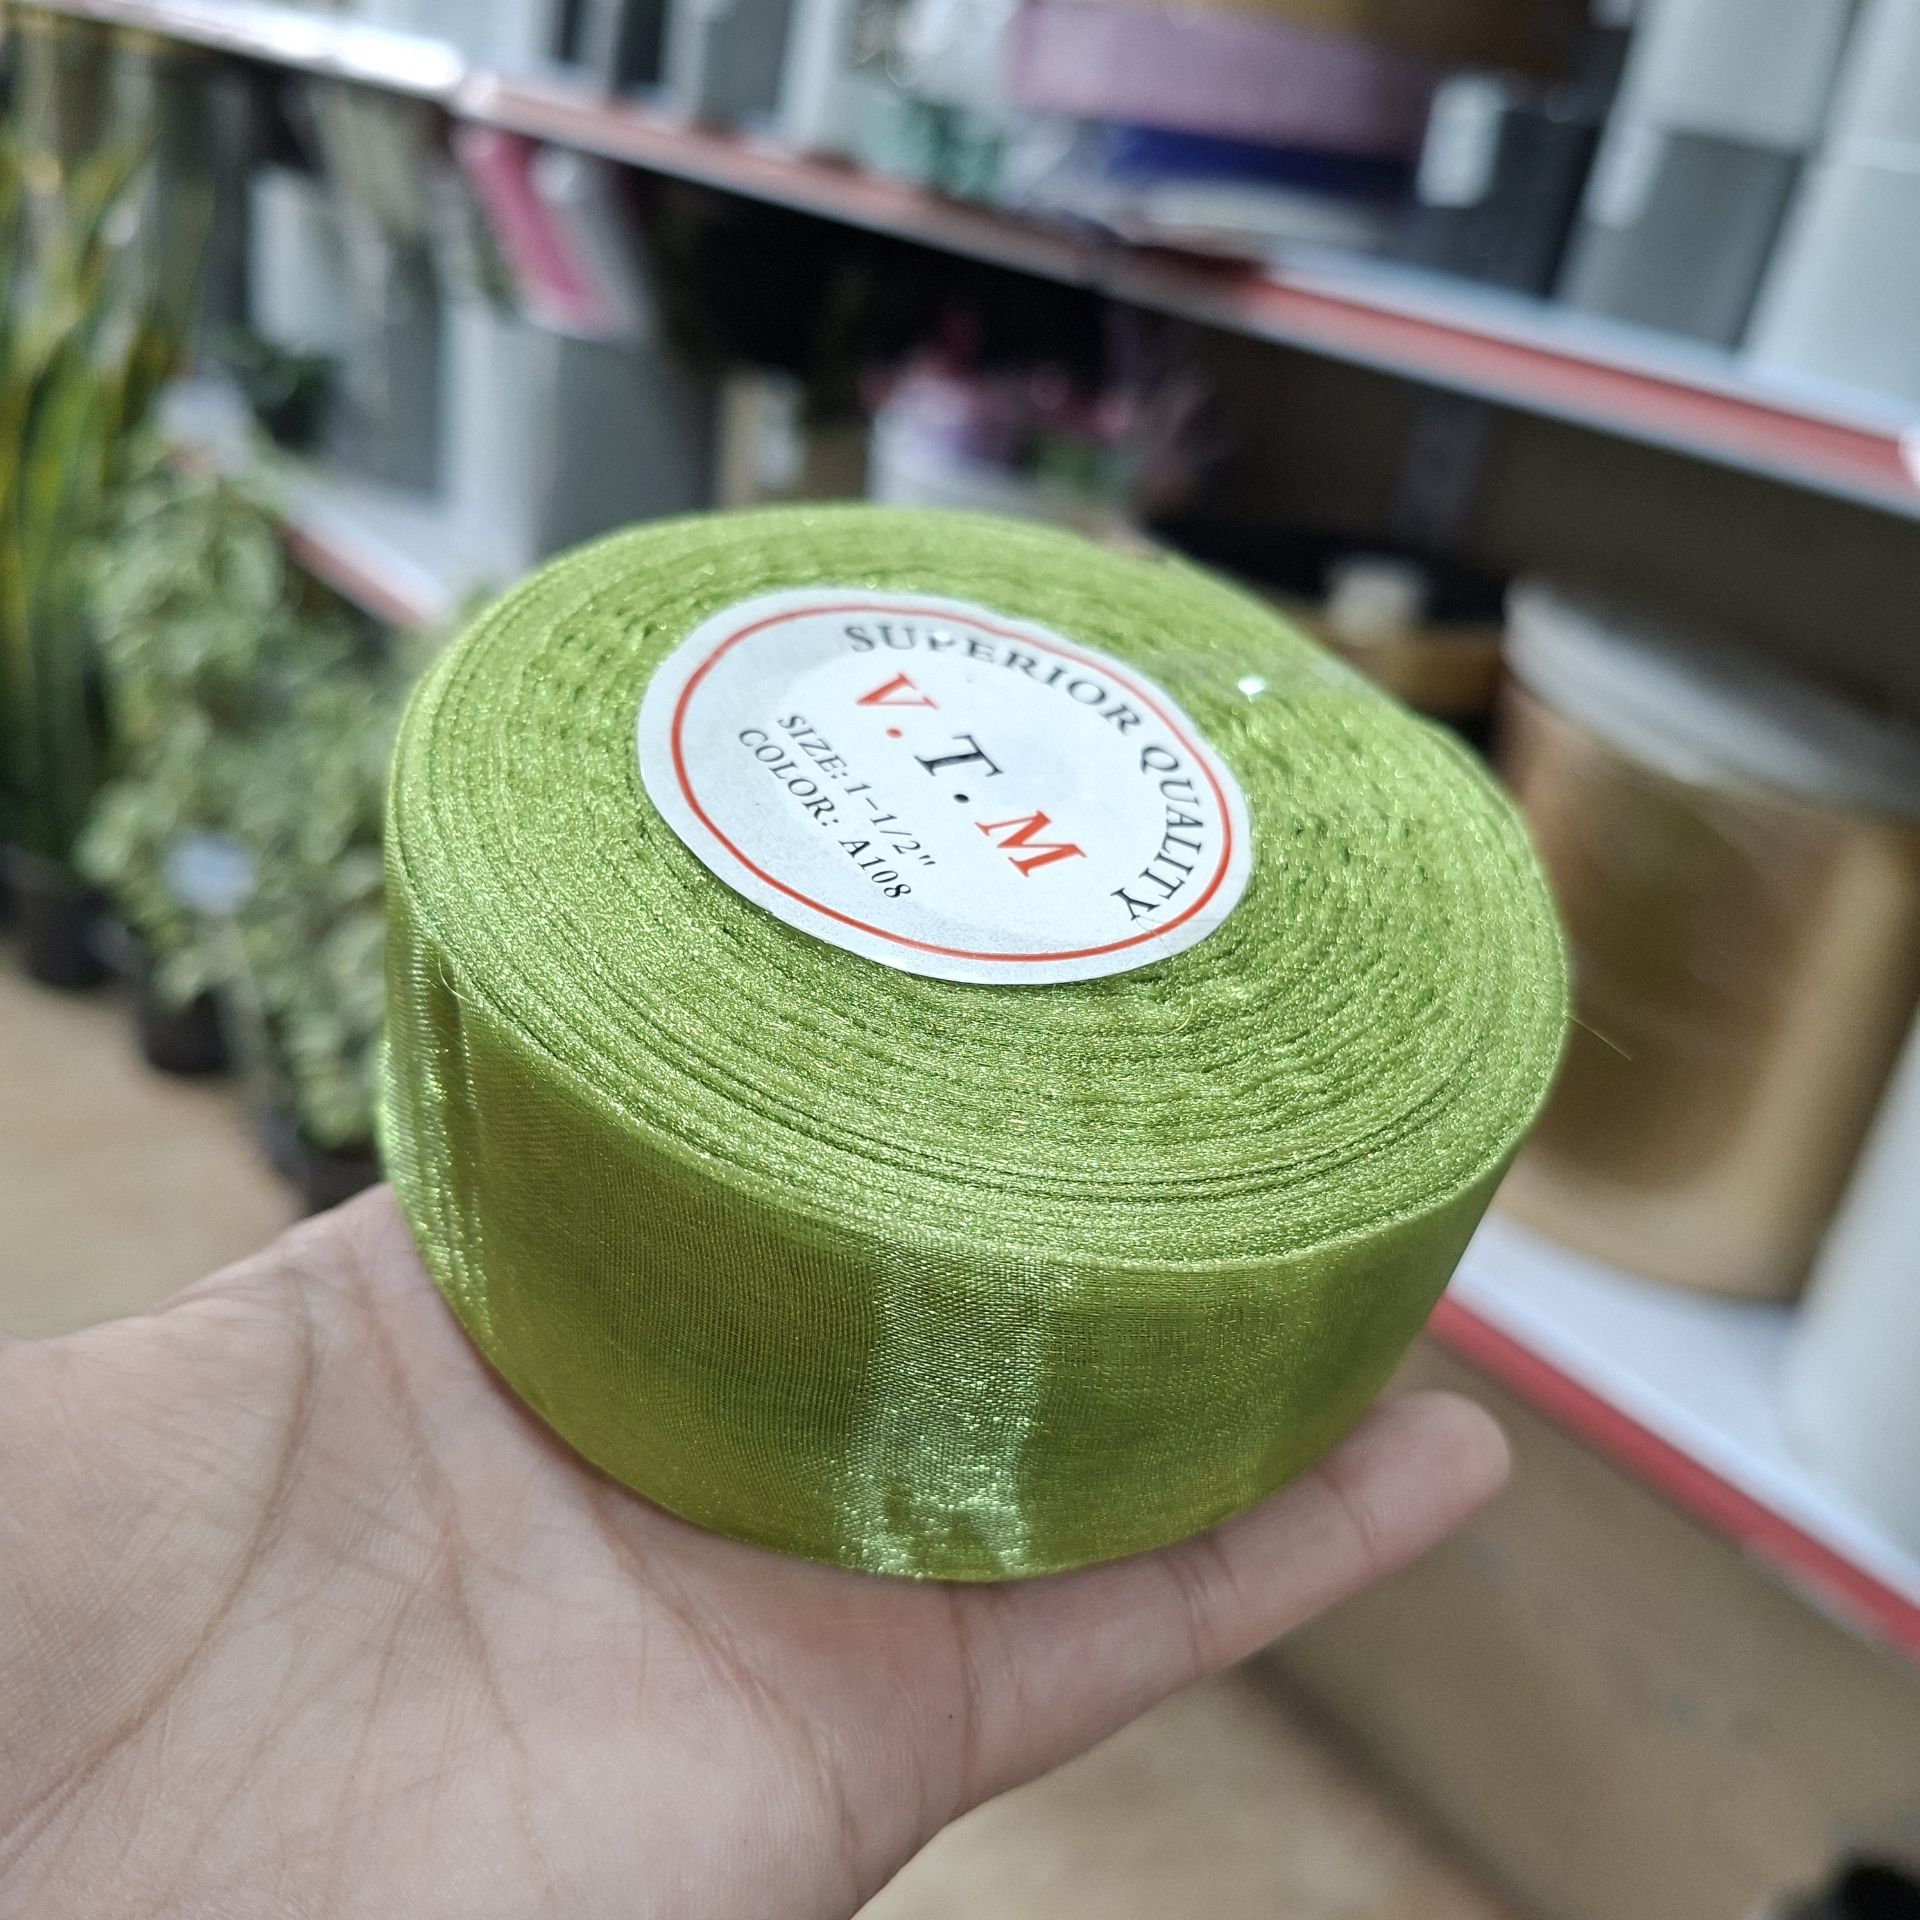 SUPERIOR QUALITY
V.T.M
SIZE: 1-1/2"
COLOR: A108